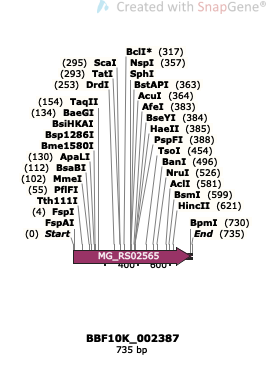 Created with SnapGene®
BclI* (317)
(295) ScaI NspI (357)
(293) TatI SphI
(253) DrdI BstAPI (363)
AcuI (364)
(154) TaqII AfeI (383)
(134) BaeGI BseYI (384)
BsiHKAI HaeII (385)
Bsp1286I PspFI (388)
Bme1580I TsoI (454)
(130) ApaLI BanI (496)
(112) BsaBI NruI (526)
(102) MmeI AclI (581)
(55) PflFI BsmI (599)
Tth111I HincII (621)
(4) FspI
FspAI BpmI (730)
(0) Start End (735)
MG_RS02565
400 600
BBF10K_002387
735 bp